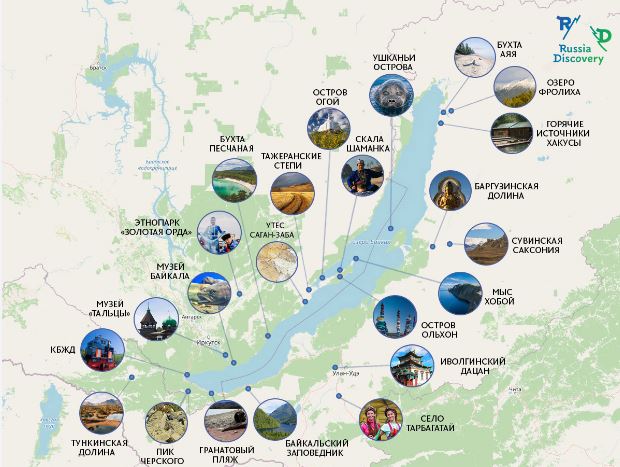 Russia
Discovery
БУХТА
АЯЯ
УШКАНЬИ
ОСТРОВА
ОЗЕРО
ФРОЛИХА
ОСТРОВ
ОГОЙ
ГОРЯЧИЕ
ИСТОЧНИКИ
ХАКУСЫ
БУХТА
ПЕСЧАНАЯ
ТАЖЕРАНСКИЕ
СТЕПИ
СКАЛА
ШАМАНКА
БАРГУЗИНСКАЯ
ДОЛИНА
ЭТНОПАРК
«ЗОЛОТАЯ ОРДА»
УТЕС
САГАН-ЗАБА
СУВИНСКАЯ
САКСОНИЯ
МУЗЕЙ
БАЙКАЛА
МЫС
ХОБОЙ
МУЗЕЙ
«ТАЛЬЦЫ»
ОСТРОВ
ОЛЬХОН
КБЖД
ИВОЛГИНСКИЙ
ДАЦАН
ТУНКИНСКАЯ
ДОЛИНА
ПИК
ЧЕРСКОГО
ГРАНАТОВЫЙ
ПЛЯЖ
БАЙКАЛЬСКИЙ
ЗАПОВЕДНИК
СЕЛО
ТАРБАГАТАЙ
Братск
Ангарск
Иркутск
Улан-Удэ
Чита